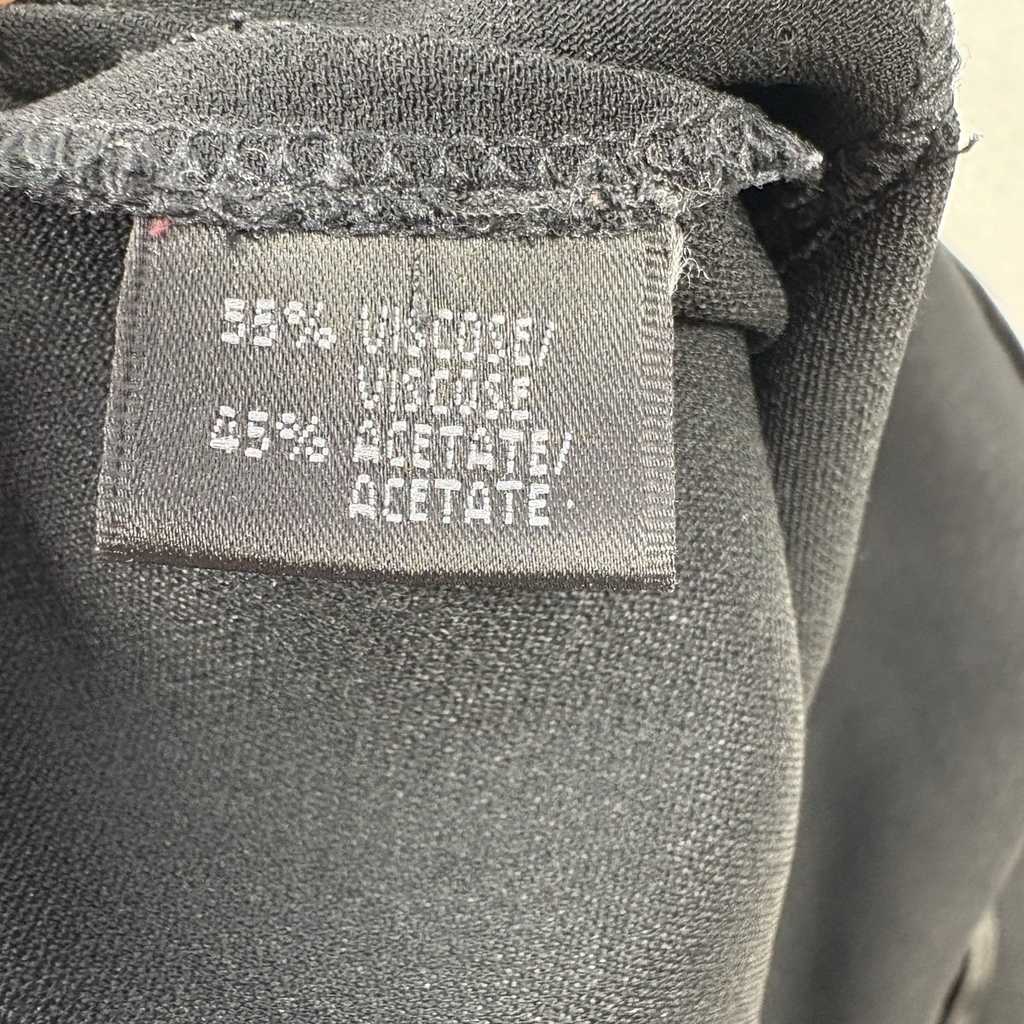 55% VISCOSE/
VISCOSE
45% ACETATE/
ACETATE